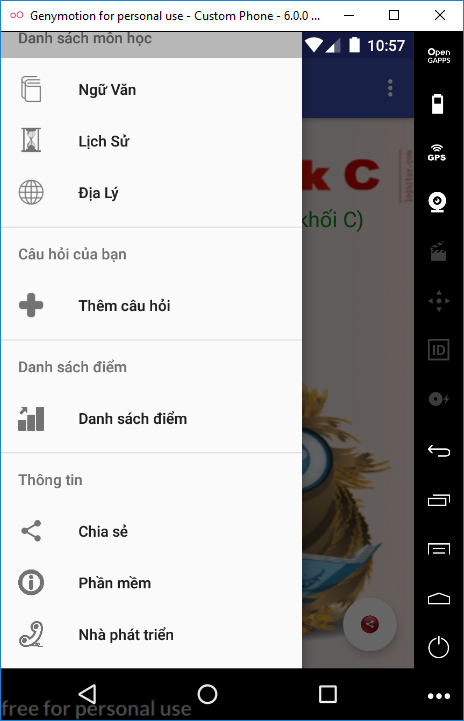 Genymotion for personal use - Custom Phone - 6.0.0 ...
Danh sách môn học
10:57
Open
GAPPS
Ngữ Văn
Lịch Sử
GPS
Địa Lý
k C
khối C)
Câu hỏi của bạn
Thêm câu hỏi
ID
Danh sách điểm
Danh sách điểm
Thông tin
Chia sẻ
Phần mềm
Nhà phát triển
free for personal use